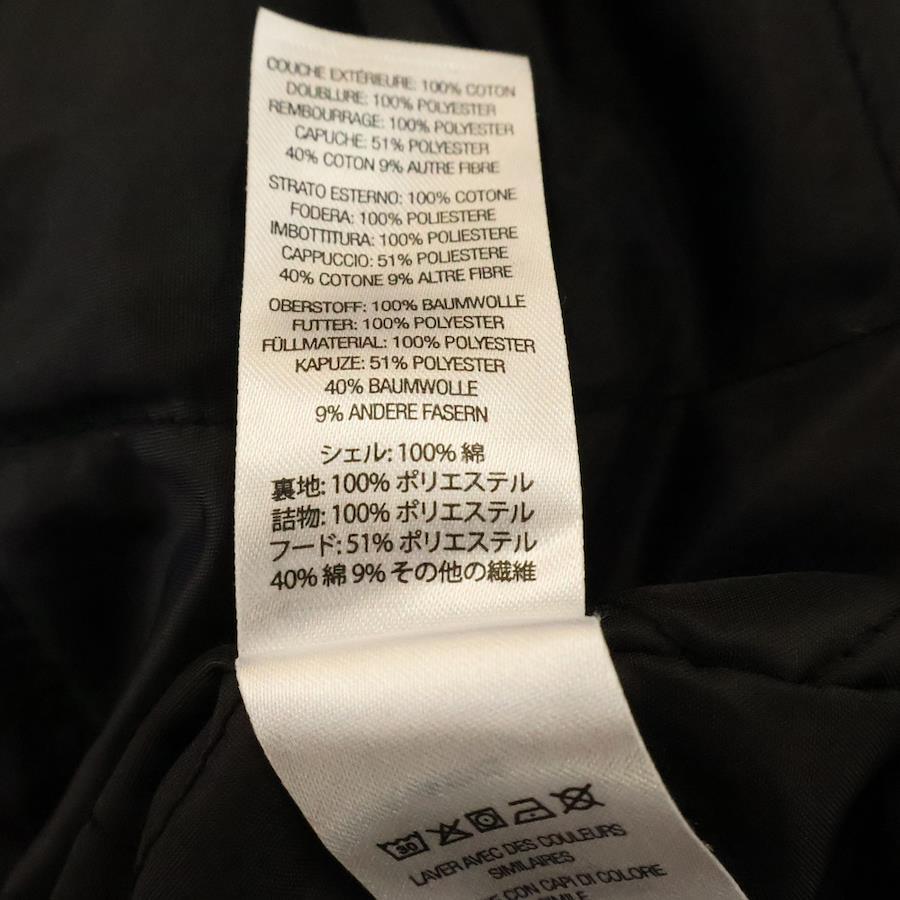 COUCHE EXTÉRIEURE: 100% COTON
DOUBLURE: 100% POLYESTER
REMBOURRAGE: 100% POLYESTER
CAPUCHE: 51% POLYESTER
40% COTON 9% AUTRE FIBRE
STRATO ESTERNO: 100% COTONE
FODERA: 100% POLIESTERE
IMBOTTITURA: 100% POLIESTERE
CAPPUCCIO: 51% POLIESTERE
40% COTONE 9% ALTRE FIBRE
OBERSTOFF: 100% BAUMWOLLE
FUTTER: 100% POLYESTER
FÜLLMATERIAL: 100% POLYESTER
KAPUZE: 51% POLYESTER
40% BAUMWOLLE
9% ANDERE FASERN
シェル: 100% 綿
裏地: 100% ポリエステル
詰物: 100% ポリエステル
フード: 51% ポリエステル
40% 綿 9% その他の繊維
30
LAVER AVEC DES COULEURS
SIMILAIRES
CON CAPI DI COLORE